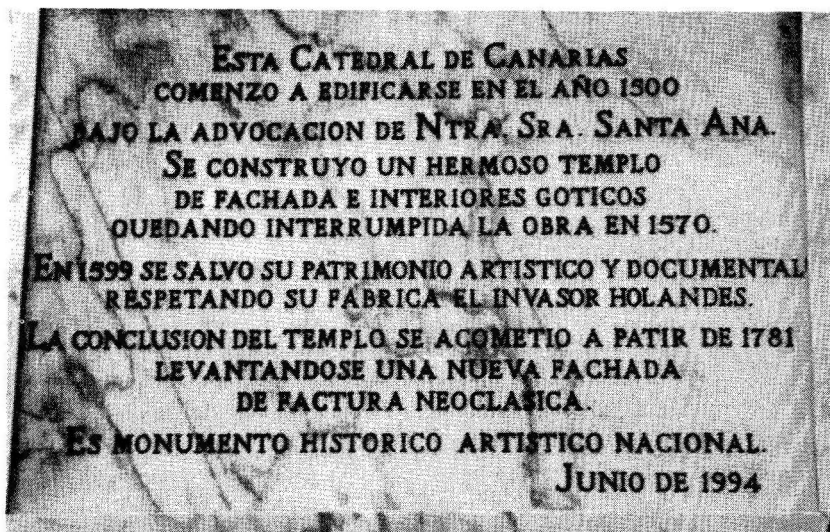 ESTA CATEDRAL DE CANARIAS
COMENZO A EDIFICARSE EN EL AÑO 1500
BAJO LA ADVOCACION DE NTRA. SRA. SANTA ANA.
SE CONSTRUYO UN HERMOSO TEMPLO
DE FACHADA E INTERIORES GOTICOS
QUEDANDO INTERRUMPIDA LA OBRA EN 1570.
EN 1599 SE SALVO SU PATRIMONIO ARTISTICO Y DOCUMENTAL
RESPETANDO SU FABRICA EL INVASOR HOLANDES.
LA CONCLUSION DEL TEMPLO SE ACOMETIO A PATIR DE 1781
LEVANTANDOSE UNA NUEVA FACHADA
DE FACTURA NEOCLASICA.
ES MONUMENTO HISTORICO ARTISTICO NACIONAL.
JUNIO DE 1994